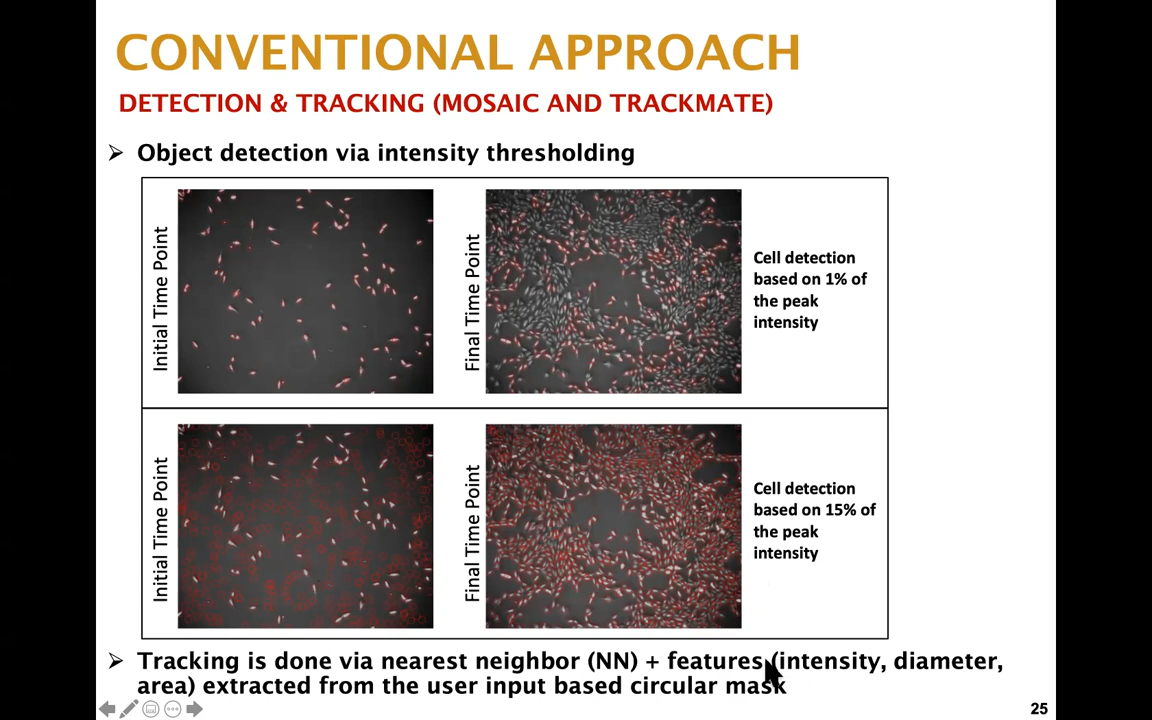 CONVENTIONAL APPROACH
DETECTION & TRACKING (MOSAIC AND TRACKMATE)
➢ Object detection via intensity thresholding
Initial Time Point
Final Time Point
Cell detection
based on 1% of
the peak
intensity
Initial Time Point
Final Time Point
Cell detection
based on 15% of
the peak
intensity
➢ Tracking is done via nearest neighbor (NN) + features (intensity, diameter,
area) extracted from the user input based circular mask
25